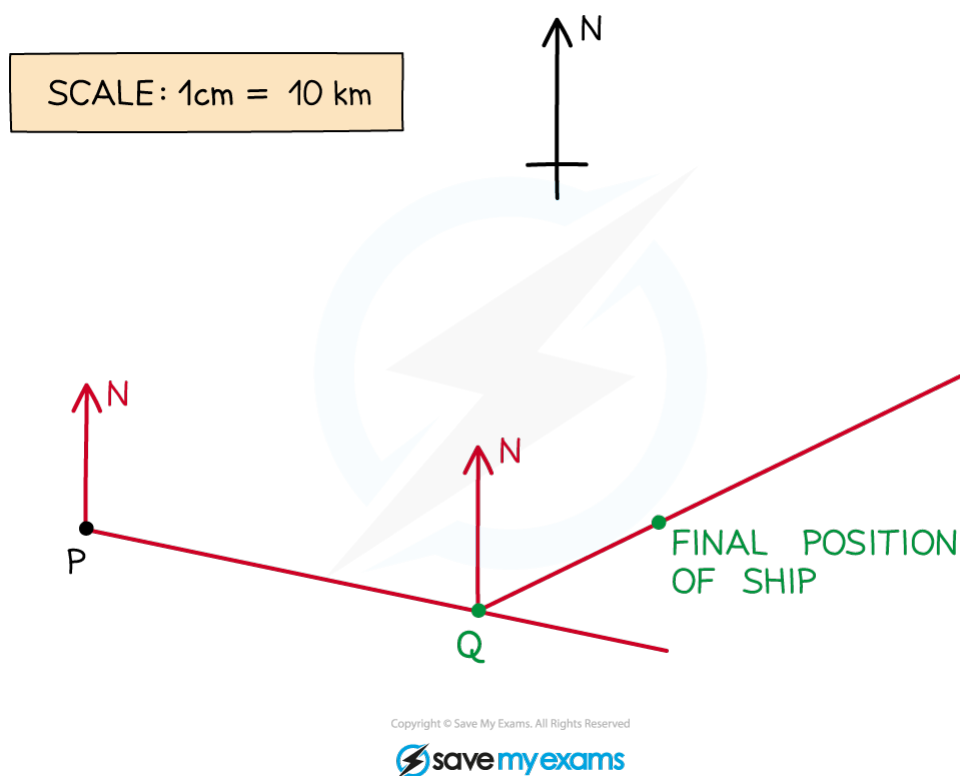 N
SCALE: 1cm = 10 km
N
N
P
FINAL POSITION
OF SHIP
Q
Copyright © Save My Exams. All Rights Reserved
save my exams